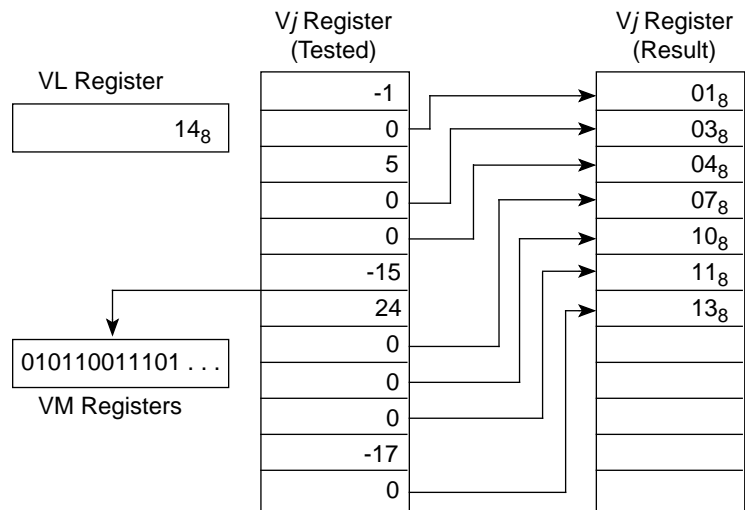 Vj Register
(Tested)
Vj Register
(Result)
VL Register
14₈
-1
0
5
0
0
-15
24
0
0
0
-17
0
01₈
03₈
04₈
07₈
10₈
11₈
13₈
010110011101 . . .
VM Registers